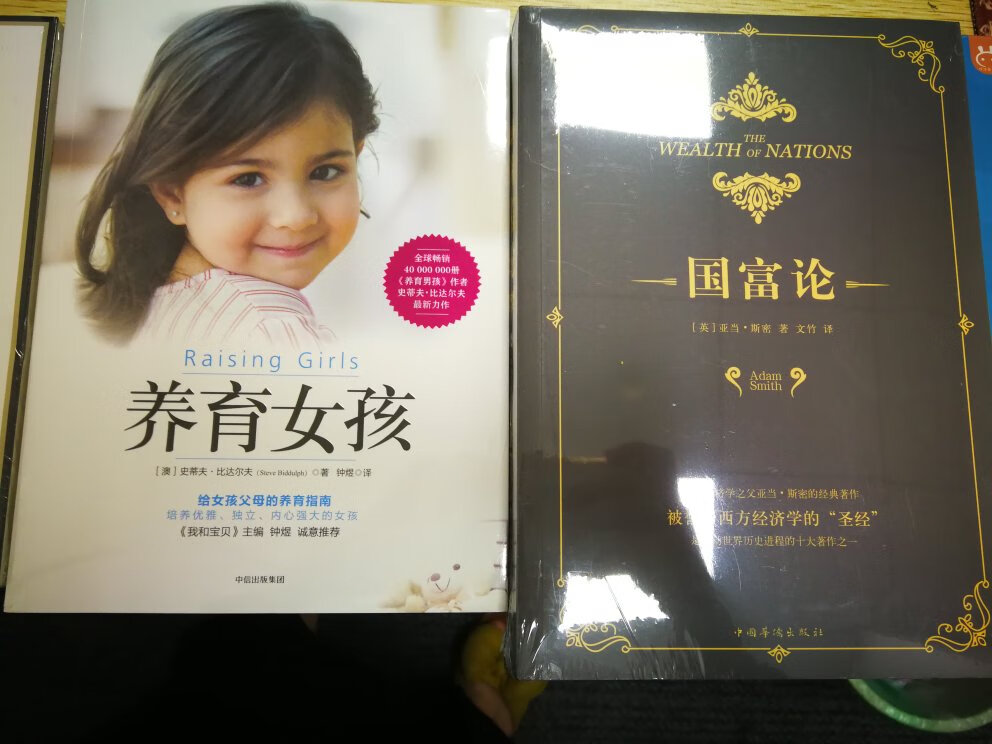 全球畅销
40 000 000册
《养育男孩》作者
史蒂夫·比达尔夫
最新力作
Raising Girls
养育女孩
[澳]史蒂夫·比达尔夫(Steve Biddulph)◎著 钟煜◎译
给女孩父母的养育指南
培养优雅、独立、内心强大的女孩
《我和宝贝》主编 钟煜 诚意推荐
中信出版集团
THE
WEALTH OF NATIONS
国富论
[英]亚当·斯密 著 文竹 译
Adam
Smith
济学之父亚当·斯密的经典著作
被 西方经济学的“圣经”
世界历史进程的十大著作之一
中国华侨出版社